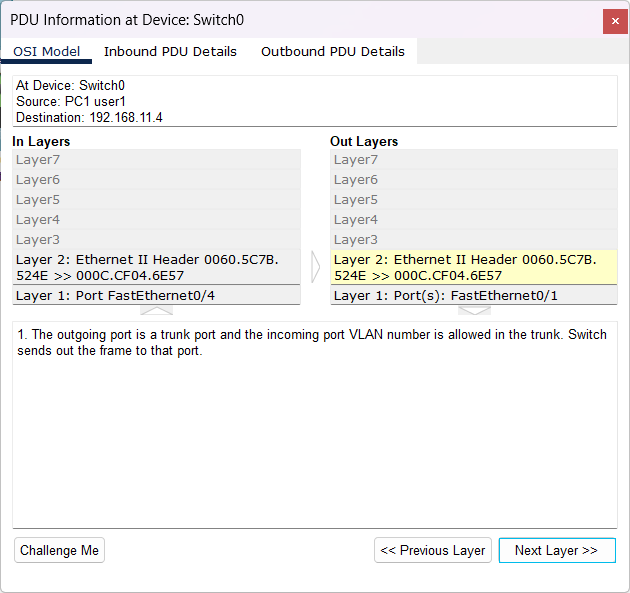 PDU Information at Device: Switch0
OSI Model Inbound PDU Details Outbound PDU Details
At Device: Switch0
Source: PC1 user1
Destination: 192.168.11.4
In Layers
Layer7
Layer6
Layer5
Layer4
Layer3
Layer 2: Ethernet II Header 0060.5C7B.
524E >> 000C.CF04.6E57
Layer 1: Port FastEthernet0/4
Out Layers
Layer7
Layer6
Layer5
Layer4
Layer3
Layer 2: Ethernet II Header 0060.5C7B.
524E >> 000C.CF04.6E57
Layer 1: Port(s): FastEthernet0/1
1. The outgoing port is a trunk port and the incoming port VLAN number is allowed in the trunk. Switch
sends out the frame to that port.
Challenge Me << Previous Layer Next Layer >>